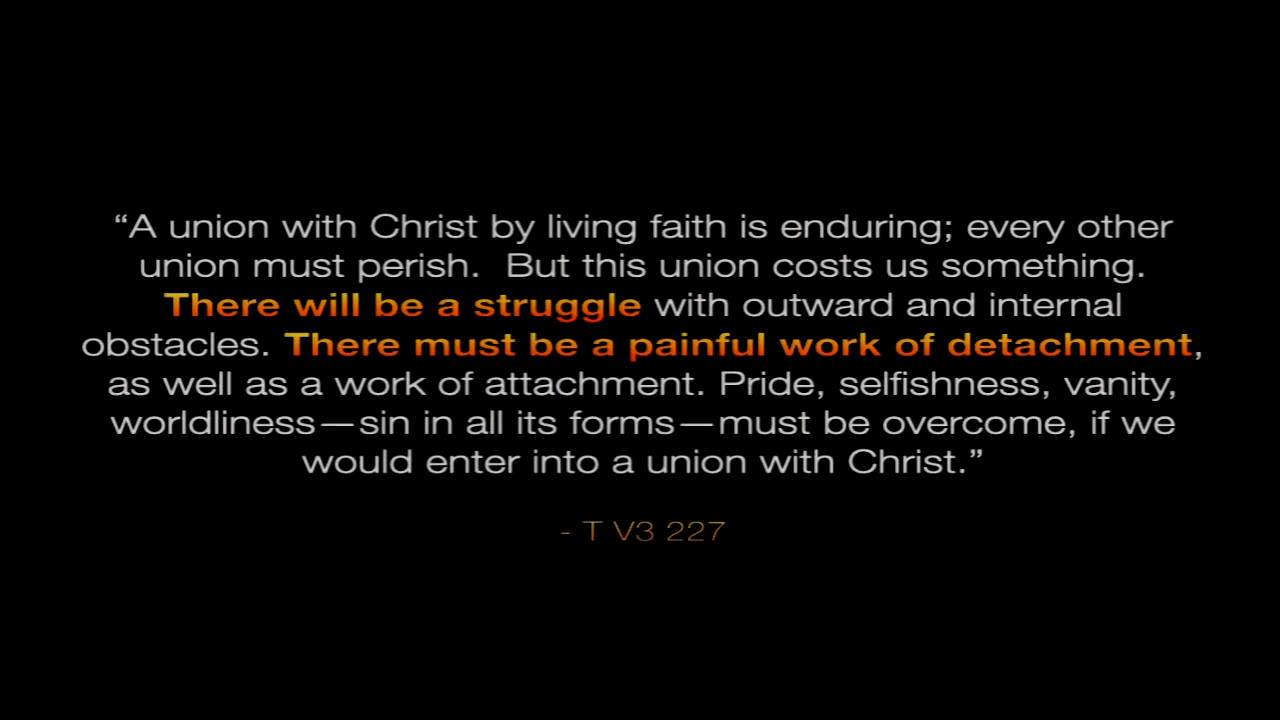 “A union with Christ by living faith is enduring; every other
union must perish.  But this union costs us something.
There will be a struggle with outward and internal
obstacles. There must be a painful work of detachment,
as well as a work of attachment. Pride, selfishness, vanity,
worldliness—sin in all its forms—must be overcome, if we
would enter into a union with Christ.”
- T V3 227